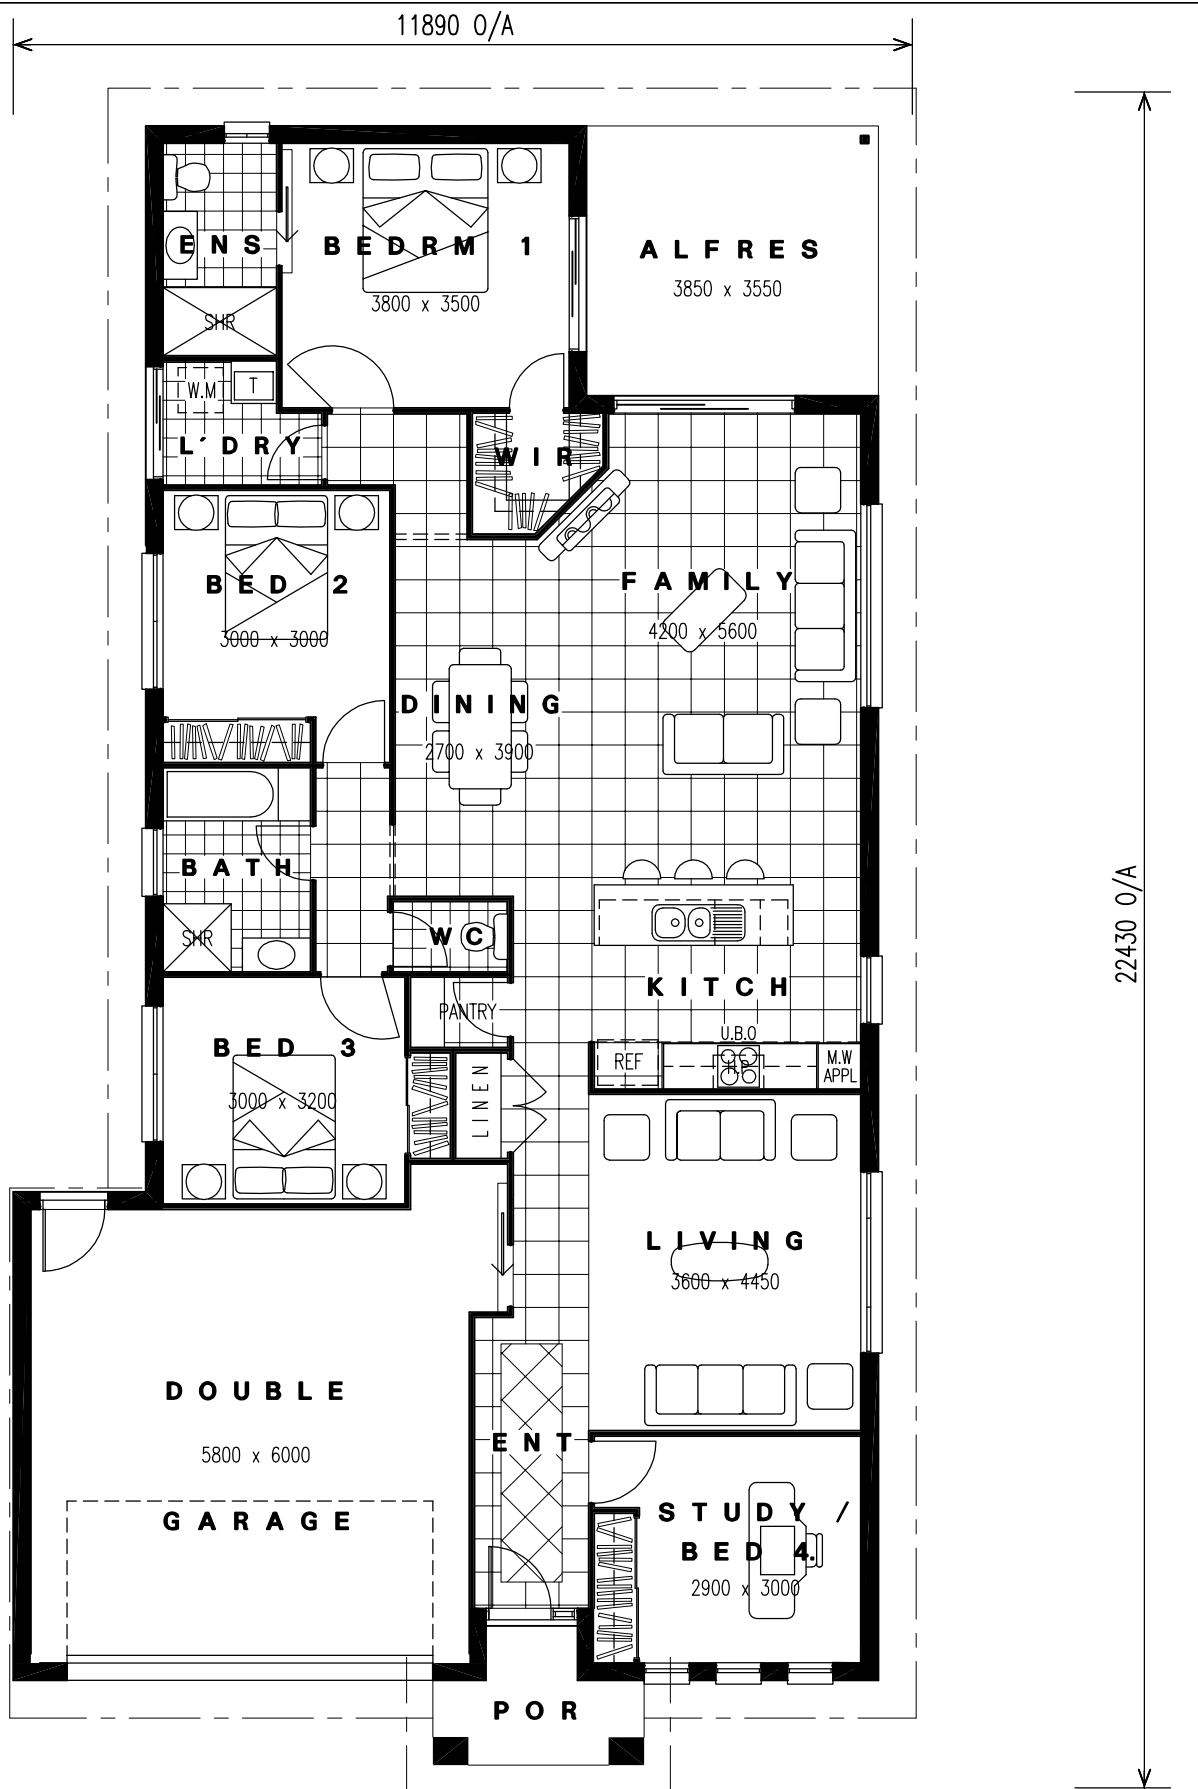 11890 O/A
ENS
BEDRM 1
3800 x 3500
ALFRES
3850 x 3550
SHR
W.M
T
L'DRY
WIR
BED 2
3000 x 3000
FAMILY
4200 x 5600
DINING
2700 x 3900
BATH
SHR
WC
22430 O/A
KITCH
PANTRY
U.B.O
REF
H.P
M.W
APPL
BED 3
3000 x 3200
LINEN
LIVING
3600 x 4450
DOUBLE
5800 x 6000
GARAGE
ENT
STUDY /
BED 4.
2900 x 3000
POR